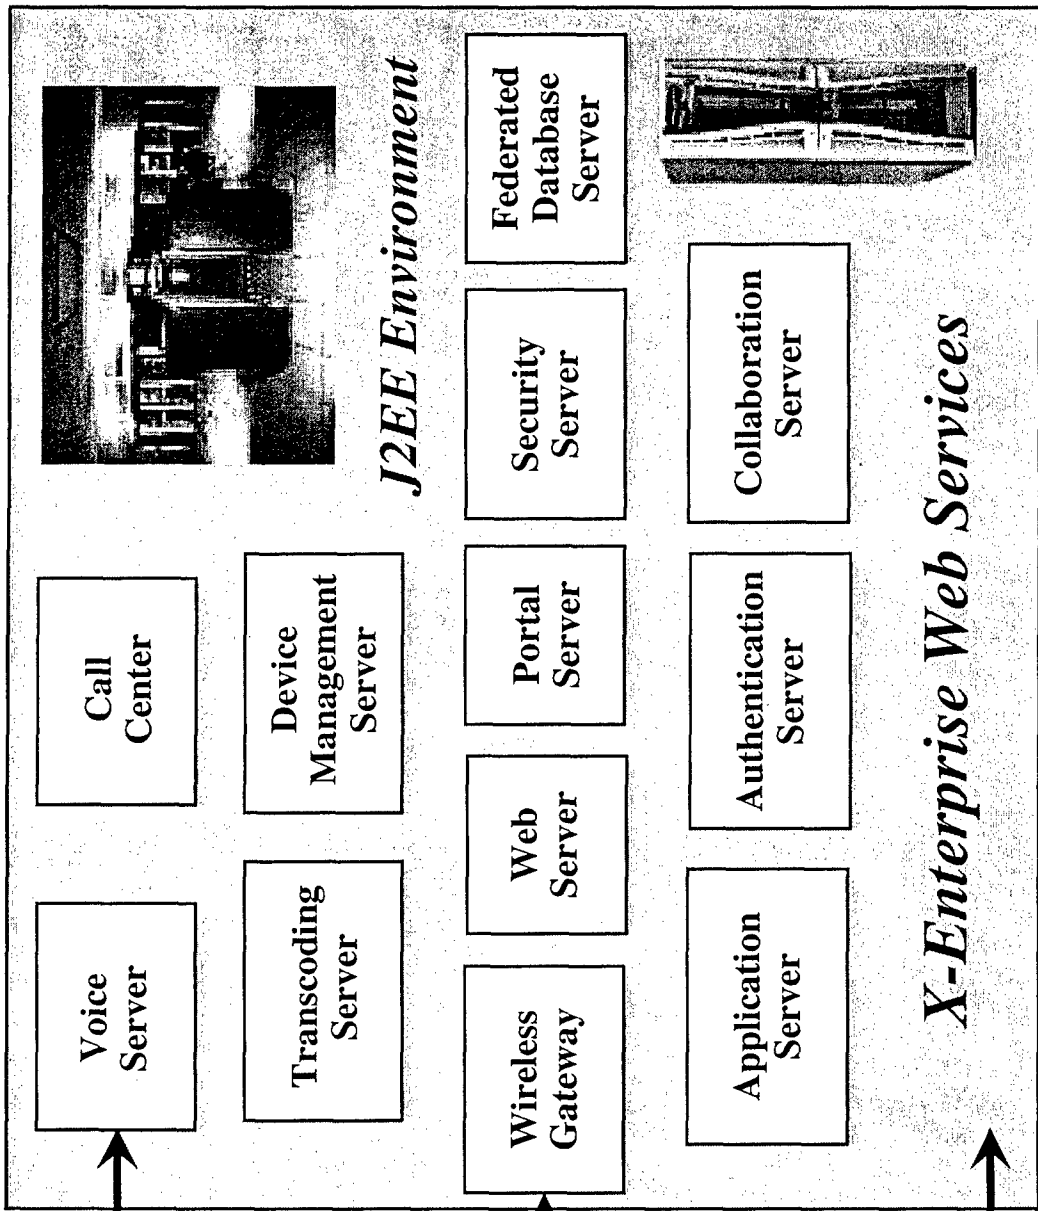 Voice
Server
Call
Center
Transcoding
Server
Device
Management
Server
J2EE Environment
Wireless
Gateway
Web
Server
Portal
Server
Security
Server
Federated
Database
Server
Application
Server
Authentication
Server
Collaboration
Server
X-Enterprise Web Services